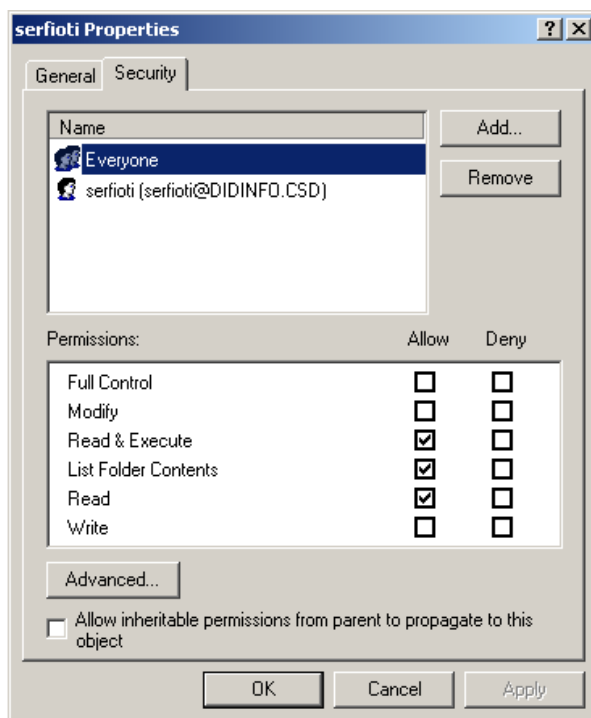 serfioti Properties
General Security
Name
Add...
Everyone
Remove
serfioti (serfioti@DIDINFO.CSD)
Permissions: Allow Deny
Full Control
Modify
Read & Execute
List Folder Contents
Read
Write
Advanced...
Allow inheritable permissions from parent to propagate to this
object
OK Cancel Apply